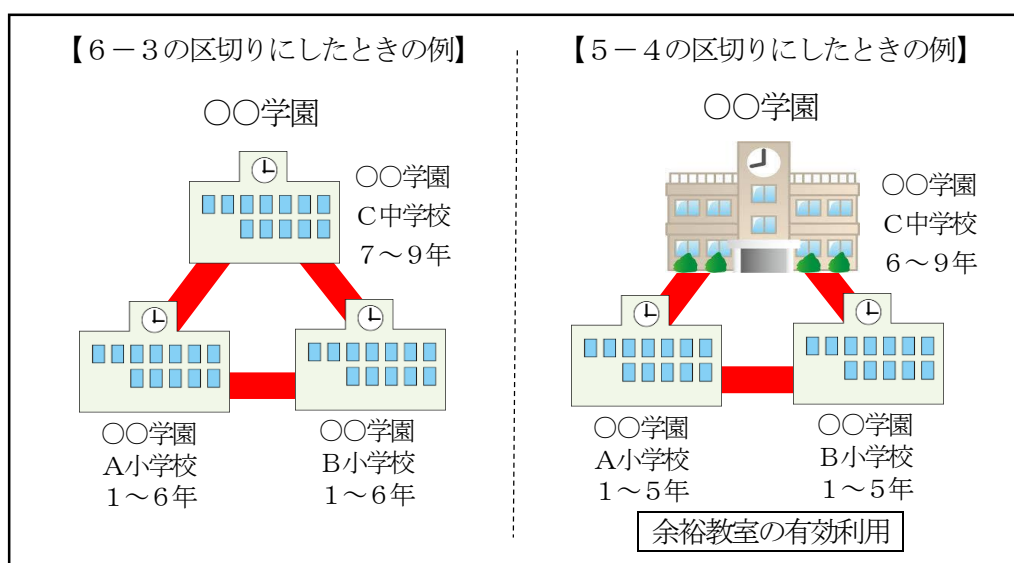 【６－３の区切りにしたときの例】
○○学園
○○学園
Ｃ中学校
７～９年
○○学園
Ａ小学校
１～６年
○○学園
Ｂ小学校
１～６年
【５－４の区切りにしたときの例】
○○学園
○○学園
Ｃ中学校
６～９年
○○学園
Ａ小学校
１～５年
○○学園
Ｂ小学校
１～５年
余裕教室の有効利用